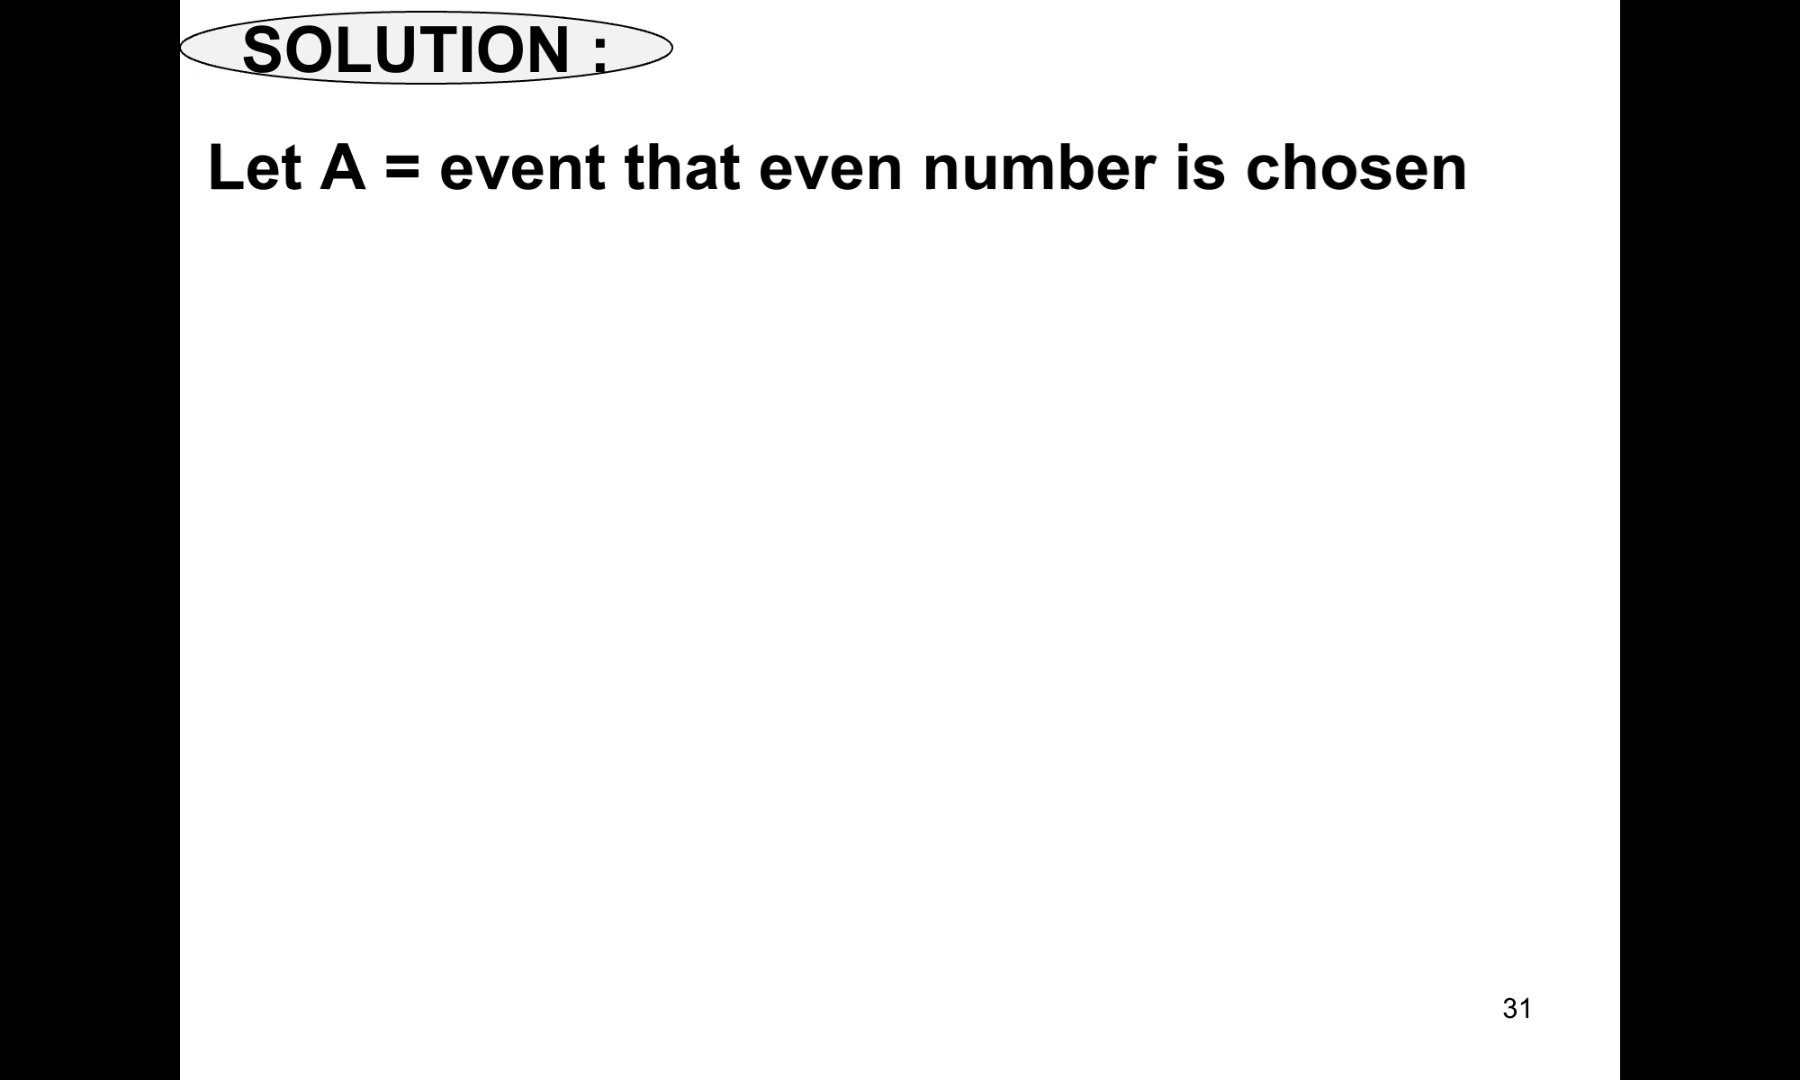 SOLUTION :
Let A = event that even number is chosen
31